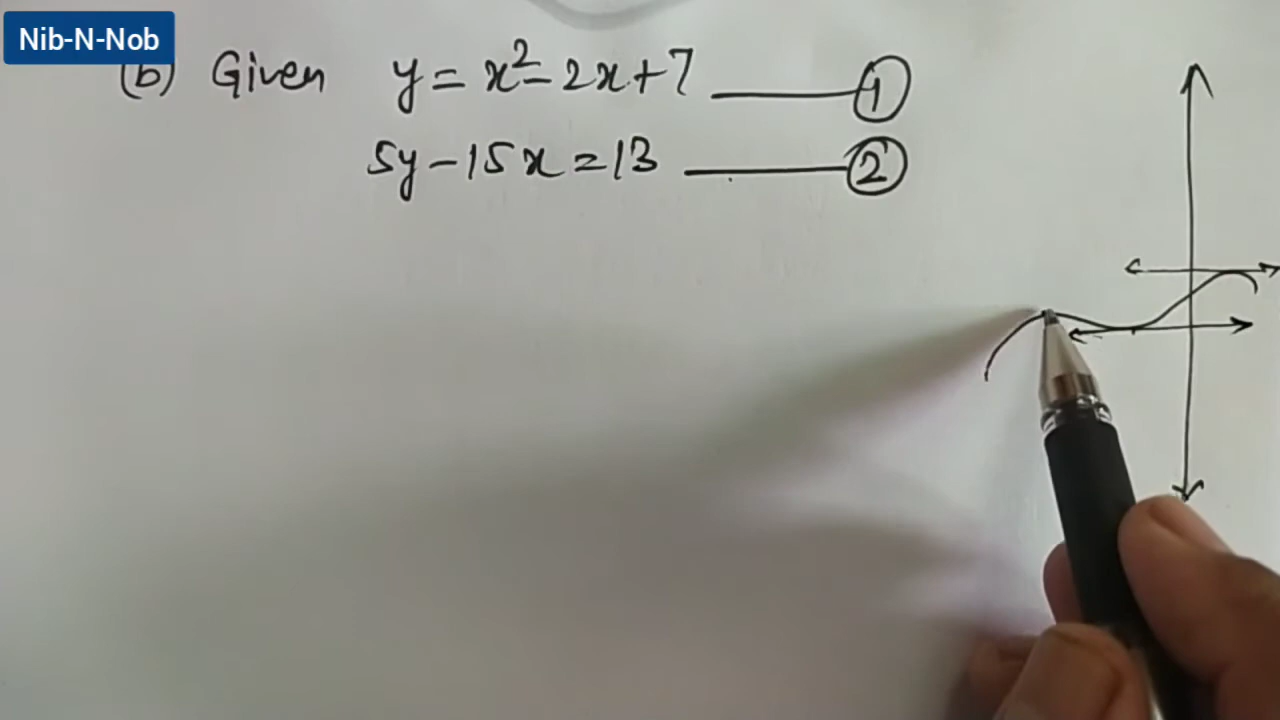 Nib-N-Nob
(b) Given y = x² - 2x + 7 ① 
5y - 15x = 13 ②